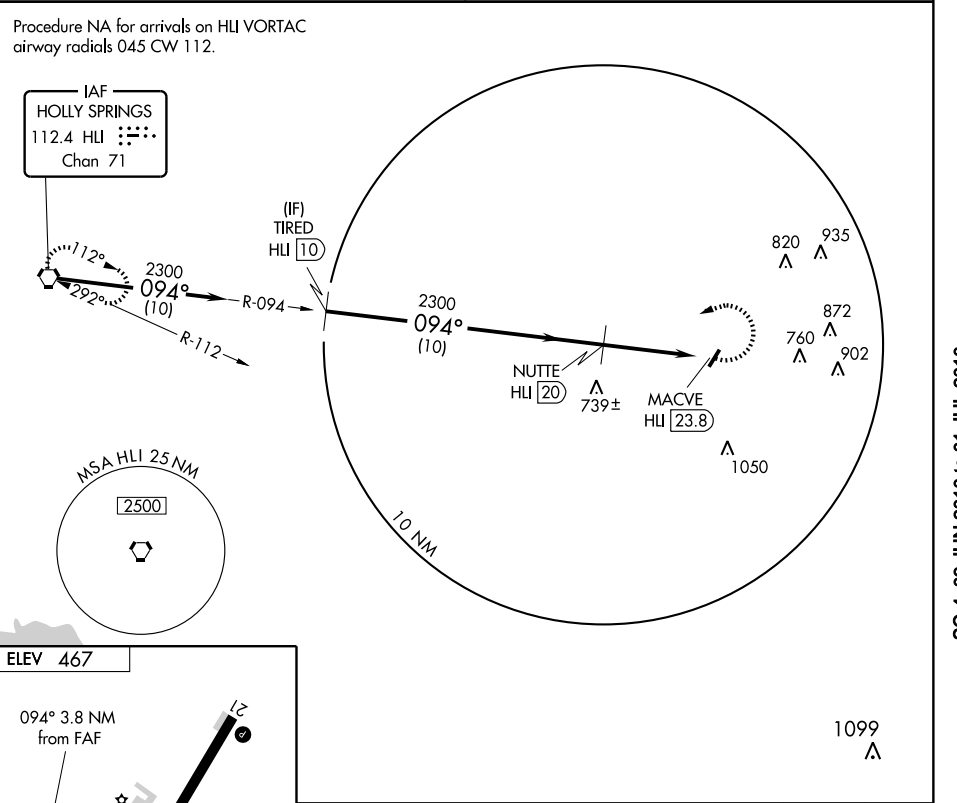 Procedure NA for arrivals on HLI VORTAC
airway radials 045 CW 112.
IAF
HOLLY SPRINGS
112.4 HLI
Chan 71
(IF)
TIRED
HLI 10
112°
292°
2300
094°
(10)
R-094
R-112
2300
094°
(10)
NUTTE
HLI 20
739±
MACVE
HLI 23.8
820
935
872
760
902
1050
10 NM
MSA HLI 25 NM
2500
ELEV 467
094° 3.8 NM
from FAF
21
P
1099